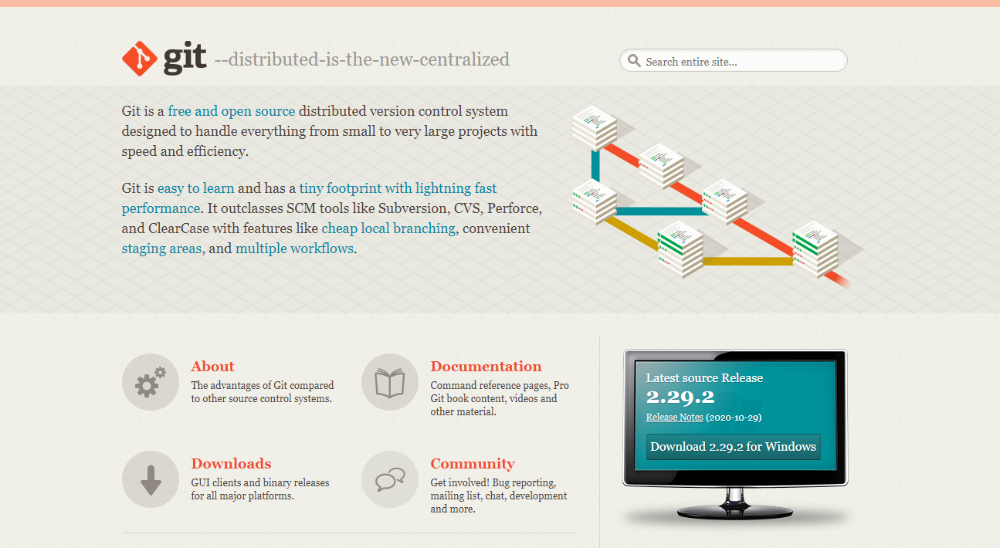 git --distributed-is-the-new-centralized
Search entire site...
Git is a free and open source distributed version control system
designed to handle everything from small to very large projects with
speed and efficiency.
Git is easy to learn and has a tiny footprint with lightning fast
performance. It outclasses SCM tools like Subversion, CVS, Perforce,
and ClearCase with features like cheap local branching, convenient
staging areas, and multiple workflows.
About
The advantages of Git compared
to other source control systems.
Documentation
Command reference pages, Pro
Git book content, videos and
other material.
Downloads
GUI clients and binary releases
for all major platforms.
Community
Get involved! Bug reporting,
mailing list, chat, development
and more.
Latest source Release
2.29.2
Release Notes (2020-10-29)
Download 2.29.2 for Windows